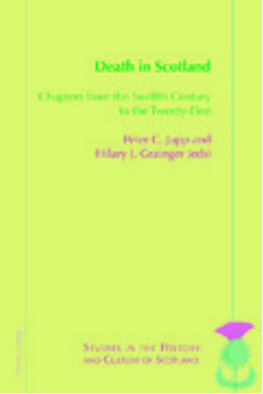 Death in Scotland
Chapters from the Twelfth Century
to the Twenty-First
Peter C. Jupp and
Hilary J. Grainger (eds)
STUDIES IN THE HISTORY
AND CULTURE OF SCOTLAND